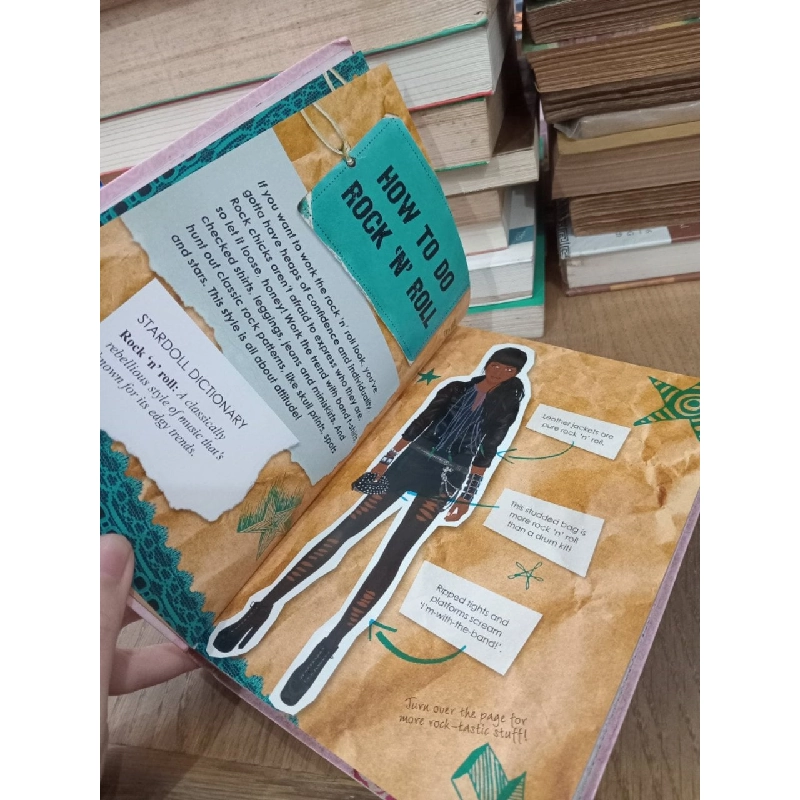 HOW TO DO
ROCK 'N' ROLL
If you want to work the rock 'n' roll look, you've
gotta have heaps of confidence and individuality.
Rock chicks aren't afraid to express who they are,
so let it loose, honey! Work the trend with band t-shirts,
checked shirts, leggings, jeans and miniskirts. And
hunt out classic rock patterns, like skull prints, spots
and stars. This style is all about attitude!
STARDOLL DICTIONARY
Rock 'n' roll: A classically
rebellious style of music that's
known for its edgy trends.
Leather jackets are
pure rock 'n' roll.
This studded bag is
more rock 'n' roll
than a drum kit!
Ripped tights and
platforms scream
'I'm-with-the-band!'.
Turn over the page for
more rock-tastic stuff!